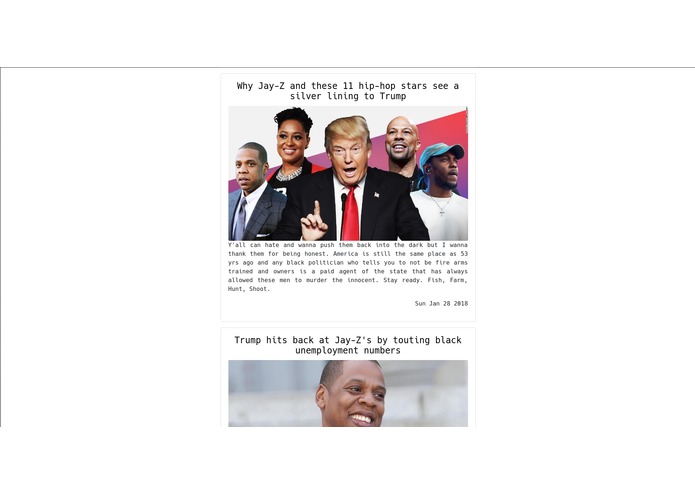 Why Jay-Z and these 11 hip-hop stars see a
silver lining to Trump
Y'all can hate and wanna push them back into the dark but I wanna
thank them for being honest. America is still the same place as 53
yrs ago and any black politician who tells you to not be fire arms
trained and owners is a paid agent of the state that has always
allowed these men to murder the innocent. Stay ready. Fish, Farm,
Hunt, Shoot.
Sun Jan 28 2018
Trump hits back at Jay-Z's by touting black
unemployment numbers